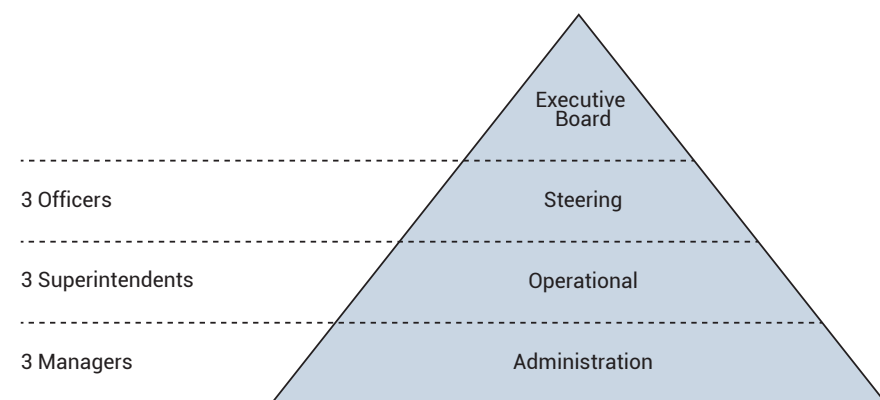 Executive
Board
3 Officers
Steering
3 Superintendents
Operational
3 Managers
Administration